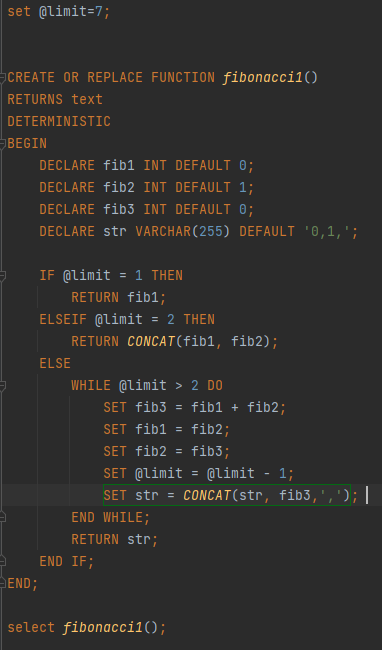 set @limit=7;
CREATE OR REPLACE FUNCTION fibonacci1()
RETURNS text
DETERMINISTIC
BEGIN
DECLARE fib1 INT DEFAULT 0;
DECLARE fib2 INT DEFAULT 1;
DECLARE fib3 INT DEFAULT 0;
DECLARE str VARCHAR(255) DEFAULT '0,1,';
IF @limit = 1 THEN
RETURN fib1;
ELSEIF @limit = 2 THEN
RETURN CONCAT(fib1, fib2);
ELSE
WHILE @limit > 2 DO
SET fib3 = fib1 + fib2;
SET fib1 = fib2;
SET fib2 = fib3;
SET @limit = @limit - 1;
SET str = CONCAT(str, fib3,',');
END WHILE;
RETURN str;
END IF;
END;
select fibonacci1();